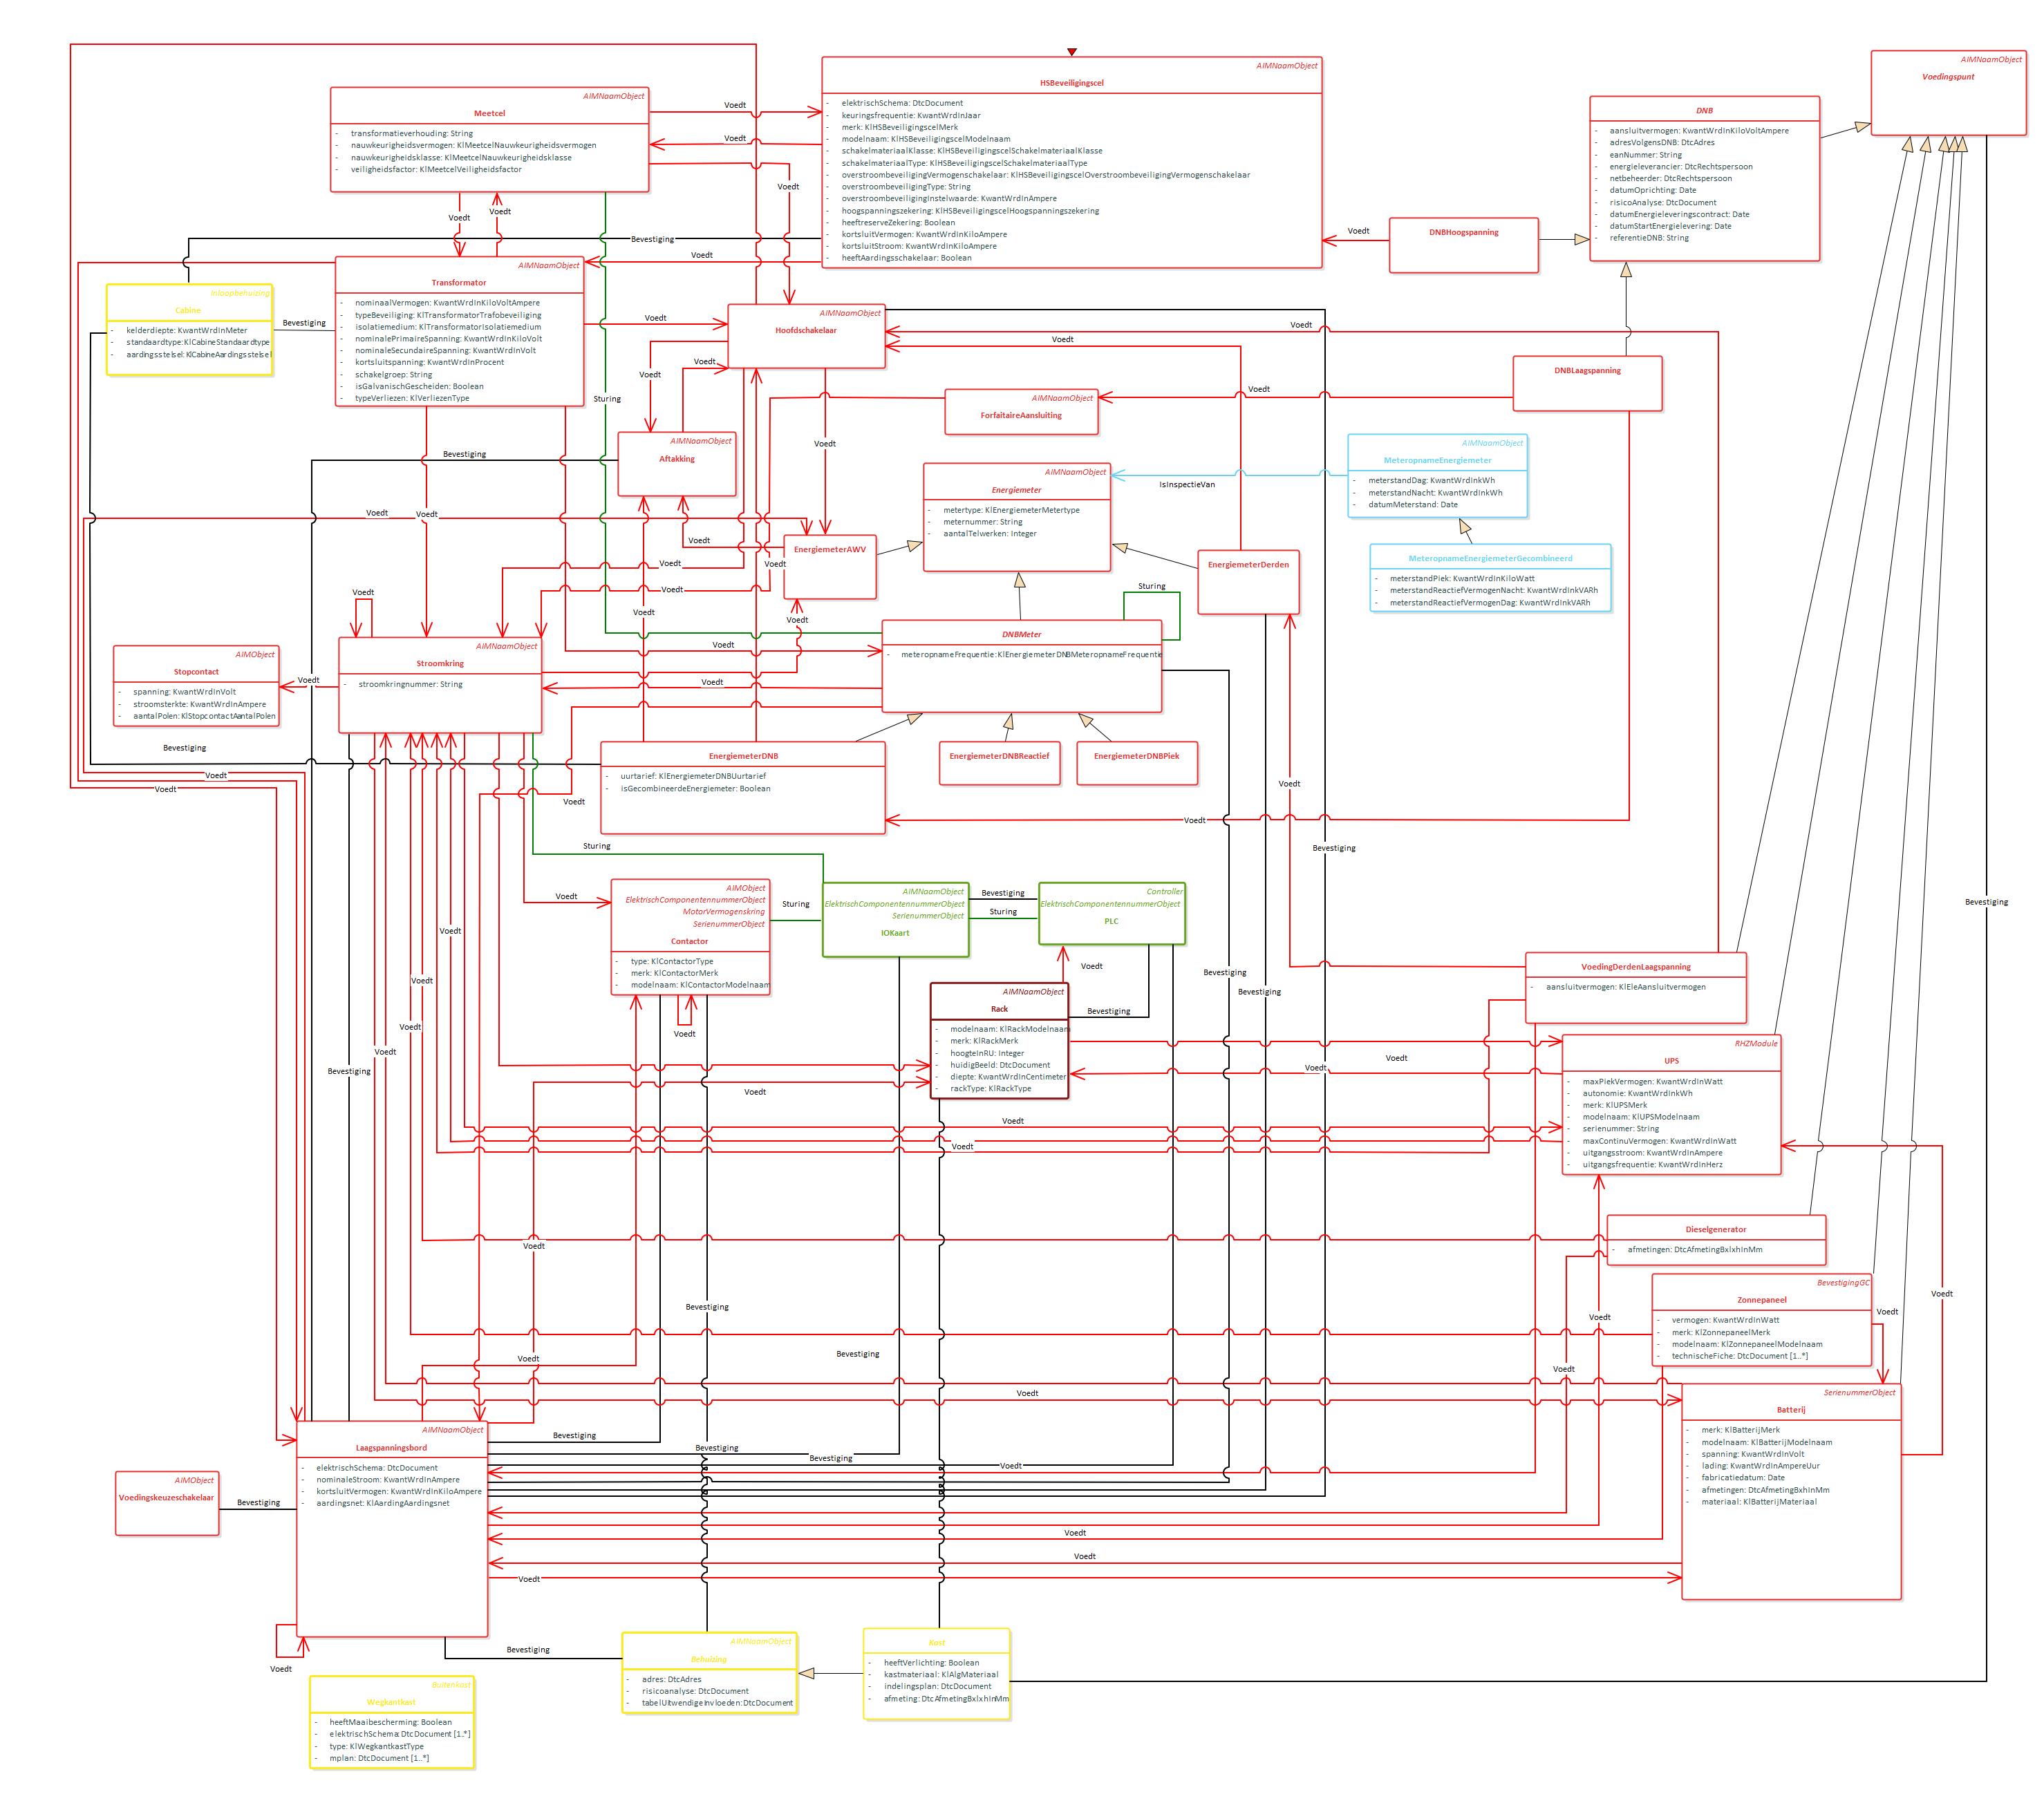 AIMNaamObject
Voedingspunt
AIMNaamObject
HSBeveiligingscel
- elektrischSchema: DtcDocument
- keuringsfrequentie: KwantWrdInJaar
- merk: KlHSBeveiligingscelMerk
- modelnaam: KlHSBeveiligingscelModelnaam
- schakelmateriaalKlasse: KlHSBeveiligingscelSchakelmateriaalKlasse
- schakelmateriaalType: KlHSBeveiligingscelSchakelmateriaalType
- overstroombeveiligingVermogenschakelaar: KlHSBeveiligingscelOverstroombeveiligingVermogenschakelaar
- overstroombeveiligingType: String
- overstroombeveiligingInstelwaarde: KwantWrdInAmpere
- hoogspanningszekering: KlHSBeveiligingscelHoogspanningszekering
- heeftreserveZekering: Boolean
- kortsluitVermogen: KwantWrdInKiloAmpere
- kortsluitStroom: KwantWrdInKiloAmpere
- heeftAardingsschakelaar: Boolean
AIMNaamObject
Meetcel
- transformatieverhouding: String
- nauwkeurigheidsvermogen: KlMeetcelNauwkeurigheidsvermogen
- nauwkeurigheidsklasse: KlMeetcelNauwkeurigheidsklasse
- veiligheidsfactor: KlMeetcelVeiligheidsfactor
Voedt
Voedt
Voedt
Voedt
Voedt
DNB
- aansluitvermogen: KwantWrdInKiloVoltAmpere
- adresVolgensDNB: DtcAdres
- eanNummer: String
- energieleverancier: DtcRechtspersoon
- netbeheerder: DtcRechtspersoon
- datumOprichting: Date
- risicoAnalyse: DtcDocument
- datumEnergieleveringscontract: Date
- datumStartEnergielevering: Date
- referentieDNB: String
DNBHoogspanning
Voedt
Bevestiging
Voedt
AIMNaamObject
Transformator
- nominaalVermogen: KwantWrdInKiloVoltAmpere
- typeBeveiliging: KlTransformatorTrafobeveiliging
- isolatiemedium: KlTransformatorIsolatiemedium
- nominalePrimaireSpanning: KwantWrdInKiloVolt
- nominaleSecundaireSpanning: KwantWrdInVolt
- kortsluitspanning: KwantWrdInProcent
- schakelgroep: String
- isGalvanischGescheiden: Boolean
- typeVerliezen: KlVerliezenType
Inloopbehuizing
Cabine
- kelderdiepte: KwantWrdInMeter
- standaardtype: KlCabineStandaardtype
- aardingsstelsel: KlCabineAardingsstelsel
Bevestiging
AIMNaamObject
Hoofdschakelaar
Voedt
Voedt
Voedt
Voedt
Voedt
Voedt
DNBLaagspanning
AIMNaamObject
ForfaitaireAansluiting
Voedt
Sturing
AIMNaamObject
Aftakking
Bevestiging
Voedt
AIMNaamObject
Energiemeter
- metertype: KlEnergiemeterMetertype
- meternummer: String
- aantalTelwerken: Integer
IsInspectieVan
AIMNaamObject
MeteropnameEnergiemeter
- meterstandDag: KwantWrdInkWh
- meterstandNacht: KwantWrdInkWh
- datumMeterstand: Date
MeteropnameEnergiemeterGecombineerd
- meterstandPiek: KwantWrdInKiloWatt
- meterstandReactiefVermogenNacht: KwantWrdInkVARh
- meterstandReactiefVermogenDag: KwantWrdInkVARh
Voedt
Voedt
Voedt
EnergiemeterAWV
EnergiemeterDerden
Voedt
Voedt
Voedt
Voedt
Voedt
Voedt
Sturing
AIMNaamObject
Stroomkring
- stroomkringnummer: String
AIMObject
Stopcontact
- spanning: KwantWrdInVolt
- stroomsterkte: KwantWrdInAmpere
- aantalPolen: KlStopcontactAantalPolen
Voedt
DNBMeter
- meteropnameFrequentie: KlEnergiemeterDNBMeteropnameFrequentie
Voedt
Voedt
Bevestiging
Voedt
Voedt
EnergiemeterDNB
- uurtarief: KlEnergiemeterDNBUurtarief
- isGecombineerdeEnergiemeter: Boolean
EnergiemeterDNBReactief
EnergiemeterDNBPiek
Voedt
Voedt
Voedt
Sturing
Bevestiging
AIMObject
ElektrischComponentennummerObject
MotorVermogenskring
SerienummerObject
Contactor
- type: KlContactorType
- merk: KlContactorMerk
- modelnaam: KlContactorModelnaam
Voedt
Sturing
AIMNaamObject
ElektrischComponentennummerObject
SerienummerObject
IOKaart
Bevestiging
Sturing
Controller
ElektrischComponentennummerObject
PLC
Bevestiging
Voedt
Voedt
Voedt
Voedt
Voedt
Bevestiging
Voedt
AIMNaamObject
Rack
- modelnaam: KlRackModelnaam
- merk: KlRackMerk
- hoogteInRU: Integer
- huidigBeeld: DtcDocument
- diepte: KwantWrdInCentimeter
- rackType: KlRackType
Voedt
Bevestiging
Bevestiging
Bevestiging
VoedingDerdenLaagspanning
- aansluitvermogen: KlEleAansluitvermogen
RHZModule
UPS
- maxPiekVermogen: KwantWrdInWatt
- autonomie: KwantWrdInkWh
- merk: KlUPSMerk
- modelnaam: KlUPSModelnaam
- serienummer: String
- maxContinuVermogen: KwantWrdInWatt
- uitgangsstroom: KwantWrdInAmpere
- uitgangsfrequentie: KwantWrdInHerz
Voedt
Voedt
Voedt
Voedt
Voedt
Dieselgenerator
- afmetingen: DtcAfmetingBxlxhInMm
BevestigingGC
Zonnepaneel
- vermogen: KwantWrdInWatt
- merk: KlZonnepaneelMerk
- modelnaam: KlZonnepaneelModelnaam
- technischeFiche: DtcDocument [1..*]
Voedt
Voedt
Voedt
Voedt
Voedt
Bevestiging
Bevestiging
Voedt
Voedt
SerienummerObject
Batterij
- merk: KlBatterijMerk
- modelnaam: KlBatterijModelnaam
- spanning: KwantWrdInVolt
- lading: KwantWrdInAmpereUur
- fabricatiedatum: Date
- afmetingen: DtcAfmetingBxhInMm
- materiaal: KlBatterijMateriaal
AIMNaamObject
Laagspanningsbord
- elektrischSchema: DtcDocument
- nominaleStroom: KwantWrdInAmpere
- kortsluitVermogen: KwantWrdInKiloAmpere
- aardingsnet: KlAardingAardingsnet
Bevestiging
Bevestiging
Bevestiging
Voedt
AIMObject
Voedingskeuzeschakelaar
Bevestiging
Voedt
Voedt
Voedt
Voedt
Bevestiging
AIMNaamObject
Behuizing
- adres: DtcAdres
- risicoanalyse: DtcDocument
- tabelUitwendigeInvloeden: DtcDocument
Kast
- heeftVerlichting: Boolean
- kastmateriaal: KlAlgMateriaal
- indelingsplan: DtcDocument
- afmeting: DtcAfmetingBxlxhInMm
Buitenkast
Wegkantkast
- heeftMaaibescherming: Boolean
- elektrischSchema: DtcDocument [1..*]
- type: KlWegkantkastType
- mplan: DtcDocument [1..*]